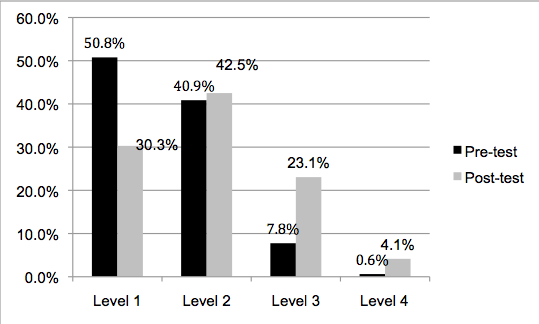 60.0%
50.0%
40.0%
30.0%
20.0%
10.0%
0.0%
50.8%
30.3%
40.9%
42.5%
7.8%
23.1%
0.6%
4.1%
Level 1
Level 2
Level 3
Level 4
Pre-test
Post-test